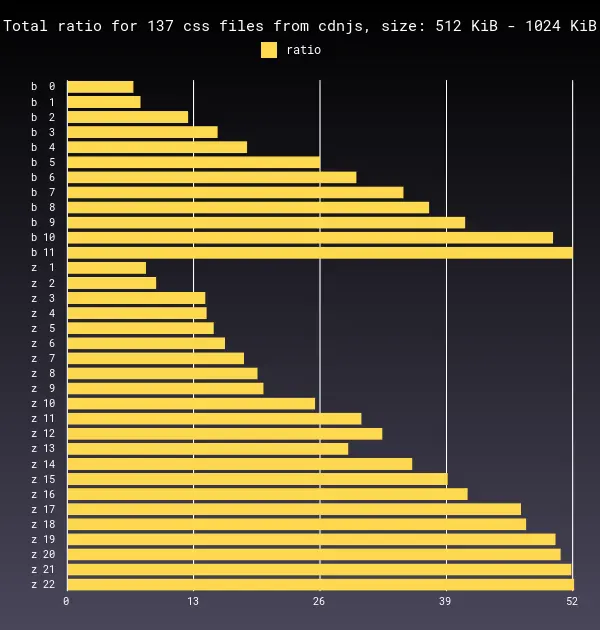 Total ratio for 137 css files from cdnjs, size: 512 KiB - 1024 KiB
ratio
b 0
b 1
b 2
b 3
b 4
b 5
b 6
b 7
b 8
b 9
b 10
b 11
z 1
z 2
z 3
z 4
z 5
z 6
z 7
z 8
z 9
z 10
z 11
z 12
z 13
z 14
z 15
z 16
z 17
z 18
z 19
z 20
z 21
z 22
0 13 26 39 52